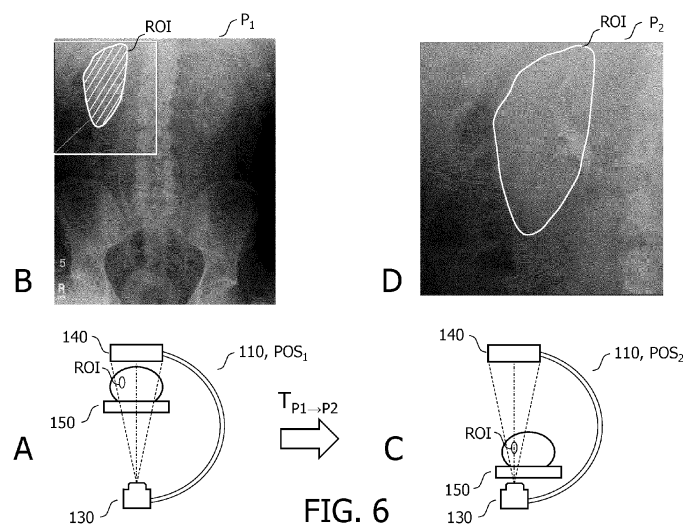 ROI
P1
ROI
P2
5
R
B
D
140
110, POS1
ROI
150
A
130
TP1→P2
140
110, POS2
ROI
150
C
130
FIG. 6